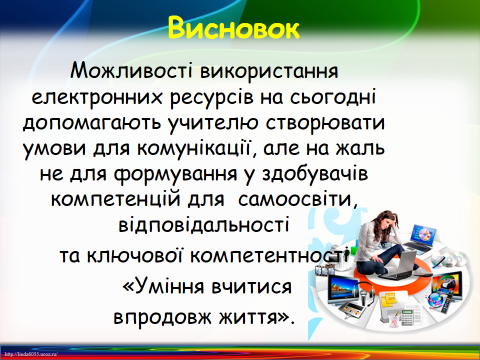 Висновок
Можливості використання
електронних ресурсів на сьогодні
допомагають учителю створювати
умови для комунікації, але на жаль
не для формування у здобувачів
компетенцій для самоосвіти,
відповідальності
та ключової компетентності
«Уміння вчитися
впродовж життя».
http://linda6035.ucoz.ru/